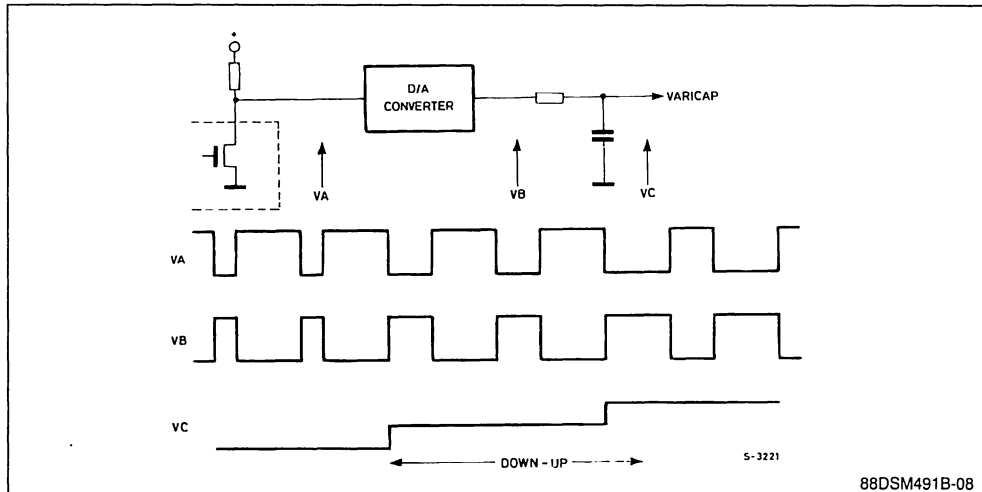 +
D/A
CONVERTER
VARICAP
VA
VB
VC
VA
VB
VC
DOWN - UP
S-3221
88DSM491B-08